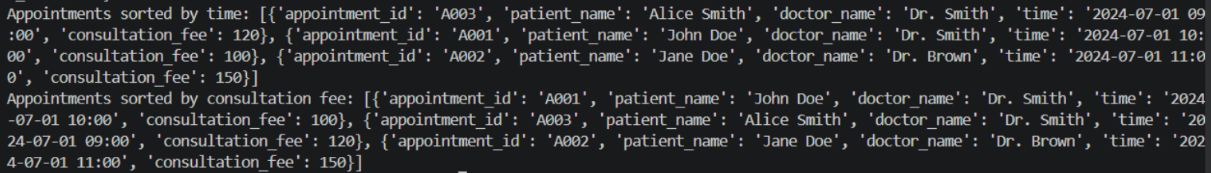 Appointments sorted by time: [{'appointment_id': 'A003', 'patient_name': 'Alice Smith', 'doctor_name': 'Dr. Smith', 'time': '2024-07-01 09
:00', 'consultation_fee': 120}, {'appointment_id': 'A001', 'patient_name': 'John Doe', 'doctor_name': 'Dr. Smith', 'time': '2024-07-01 10:
00', 'consultation_fee': 100}, {'appointment_id': 'A002', 'patient_name': 'Jane Doe', 'doctor_name': 'Dr. Brown', 'time': '2024-07-01 11:0
0', 'consultation_fee': 150}]
Appointments sorted by consultation fee: [{'appointment_id': 'A001', 'patient_name': 'John Doe', 'doctor_name': 'Dr. Smith', 'time': '2024
-07-01 10:00', 'consultation_fee': 100}, {'appointment_id': 'A003', 'patient_name': 'Alice Smith', 'doctor_name': 'Dr. Smith', 'time': '20
24-07-01 09:00', 'consultation_fee': 120}, {'appointment_id': 'A002', 'patient_name': 'Jane Doe', 'doctor_name': 'Dr. Brown', 'time': '202
4-07-01 11:00', 'consultation_fee': 150}]